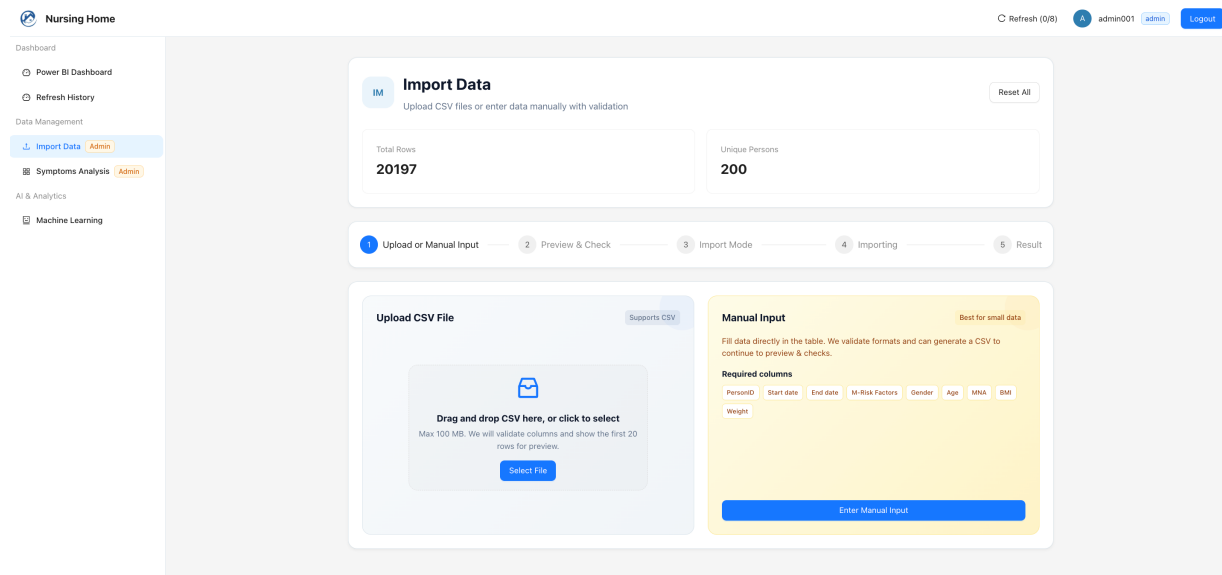 Nursing Home
Refresh (0/8)
A
admin001
admin
Logout
Dashboard
Power BI Dashboard
Refresh History
Data Management
Import Data Admin
Symptoms Analysis Admin
AI & Analytics
Machine Learning
IM
Import Data
Upload CSV files or enter data manually with validation
Reset All
Total Rows
20197
Unique Persons
200
1 Upload or Manual Input
2 Preview & Check
3 Import Mode
4 Importing
5 Result
Upload CSV File
Supports CSV
Drag and drop CSV here, or click to select
Max 100 MB. We will validate columns and show the first 20
rows for preview.
Select File
Manual Input
Best for small data
Fill data directly in the table. We validate formats and can generate a CSV to
continue to preview & checks.
Required columns
PersonID Start date End date M-Risk Factors Gender Age MNA BMI
Weight
Enter Manual Input